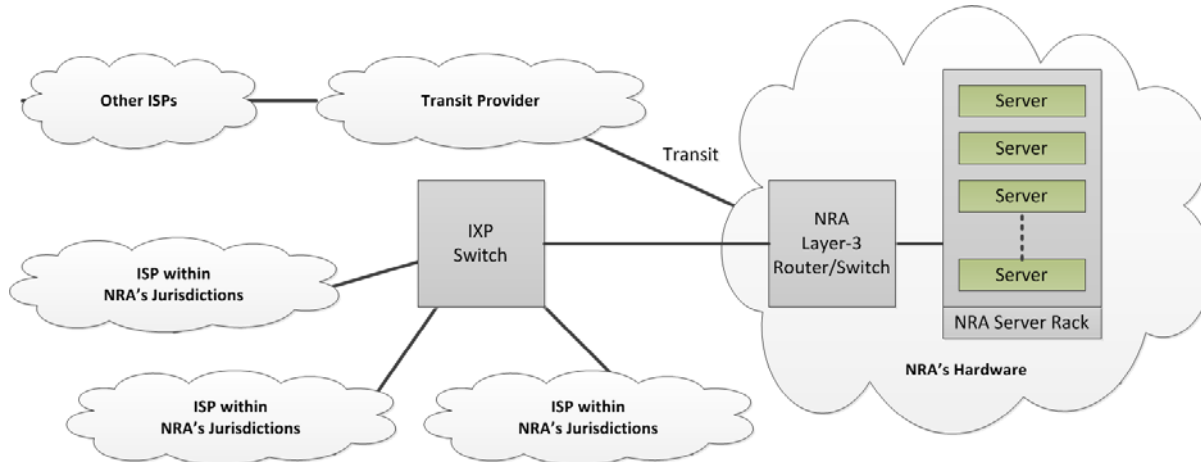 Other ISPs
Transit Provider
Transit
Server
Server
Server
Server
IXP
Switch
NRA
Layer-3
Router/Switch
NRA Server Rack
NRA's Hardware
ISP within
NRA's Jurisdictions
ISP within
NRA's Jurisdictions
ISP within
NRA's Jurisdictions